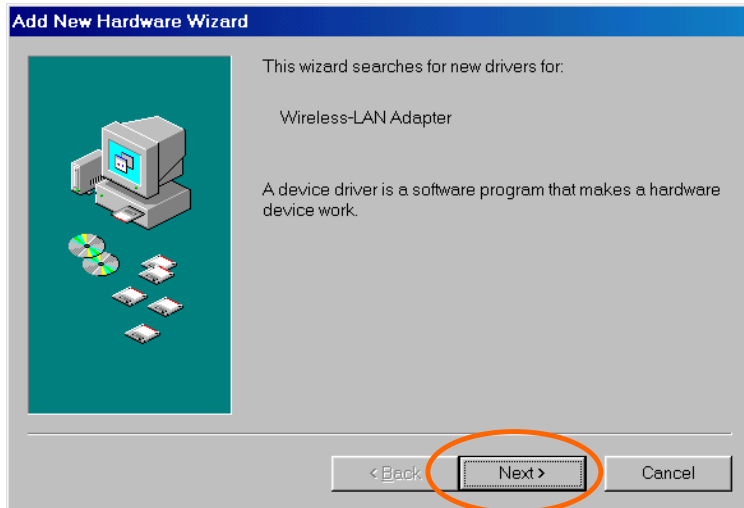 Add New Hardware Wizard
This wizard searches for new drivers for:
Wireless-LAN Adapter
A device driver is a software program that makes a hardware
device work.
< Back Next > Cancel